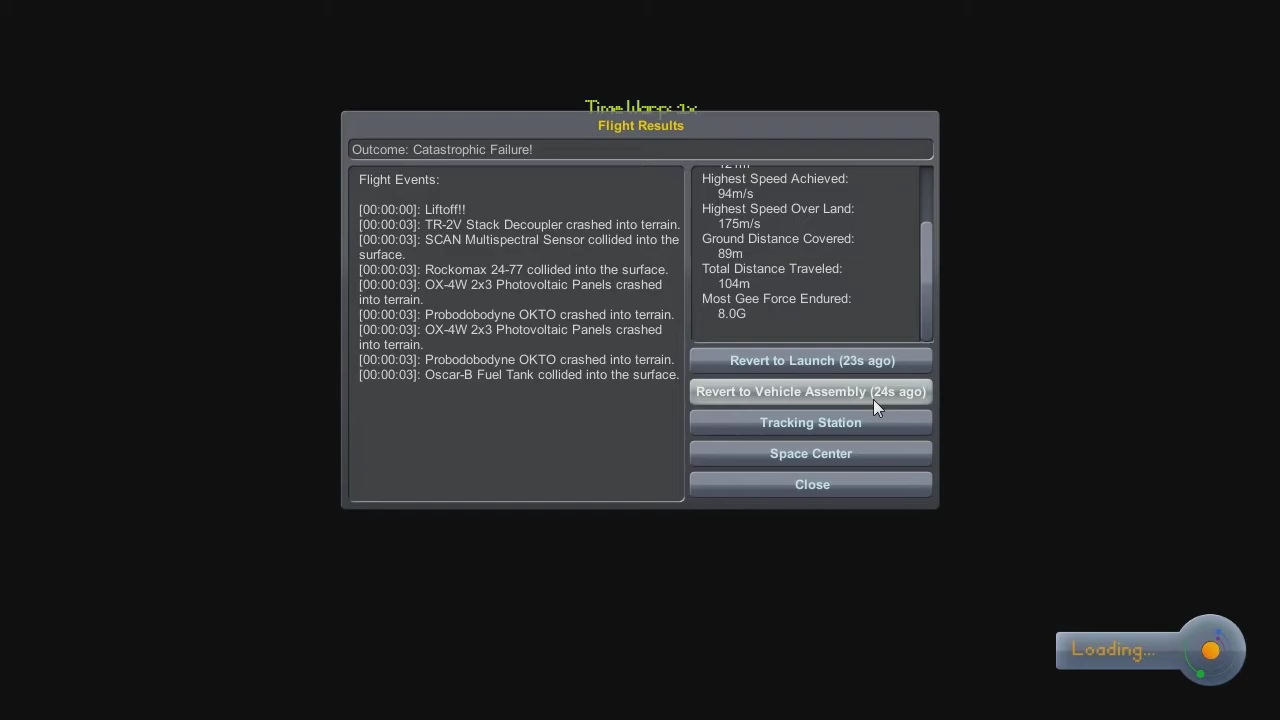 Time Warp: 1x
Flight Results
Outcome: Catastrophic Failure!
Flight Events:
[00:00:00]: Liftoff!!
[00:00:03]: TR-2V Stack Decoupler crashed into terrain.
[00:00:03]: SCAN Multispectral Sensor collided into the
surface.
[00:00:03]: Rockomax 24-77 collided into the surface.
[00:00:03]: OX-4W 2x3 Photovoltaic Panels crashed
into terrain.
[00:00:03]: Probodobodyne OKTO crashed into terrain.
[00:00:03]: OX-4W 2x3 Photovoltaic Panels crashed
into terrain.
[00:00:03]: Probodobodyne OKTO crashed into terrain.
[00:00:03]: Oscar-B Fuel Tank collided into the surface.
Highest Speed Achieved:
94m/s
Highest Speed Over Land:
175m/s
Ground Distance Covered:
89m
Total Distance Traveled:
104m
Most Gee Force Endured:
8.0G
Revert to Launch (23s ago)
Revert to Vehicle Assembly (24s ago)
Tracking Station
Space Center
Close
Loading...